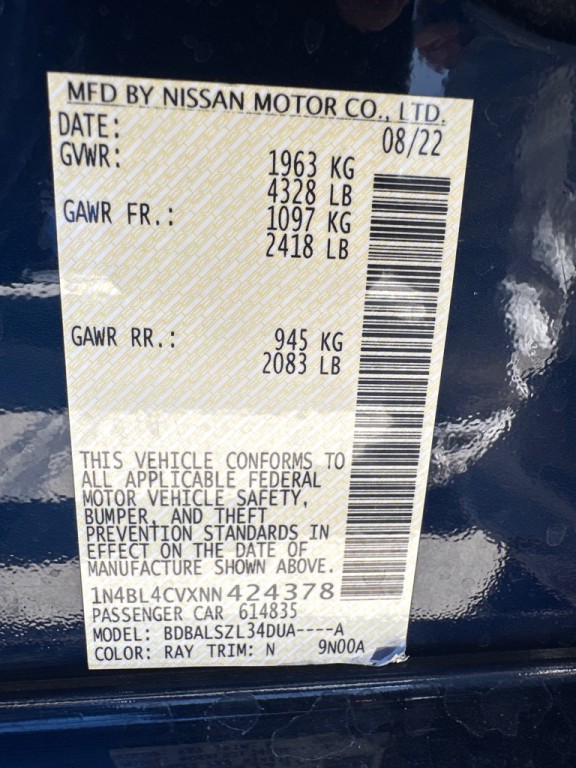 MFD BY NISSAN MOTOR CO., LTD.
DATE: 08/22
GVWR: 1963 KG
4328 LB
GAWR FR.: 1097 KG
2418 LB
GAWR RR.: 945 KG
2083 LB
THIS VEHICLE CONFORMS TO
ALL APPLICABLE FEDERAL
MOTOR VEHICLE SAFETY,
BUMPER, AND THEFT
PREVENTION STANDARDS IN
EFFECT ON THE DATE OF
MANUFACTURE SHOWN ABOVE.
1N4BL4CVXNN424378
PASSENGER CAR 614835
MODEL: BDBALSZL34DUA----A
COLOR: RAY TRIM: N 9N00A